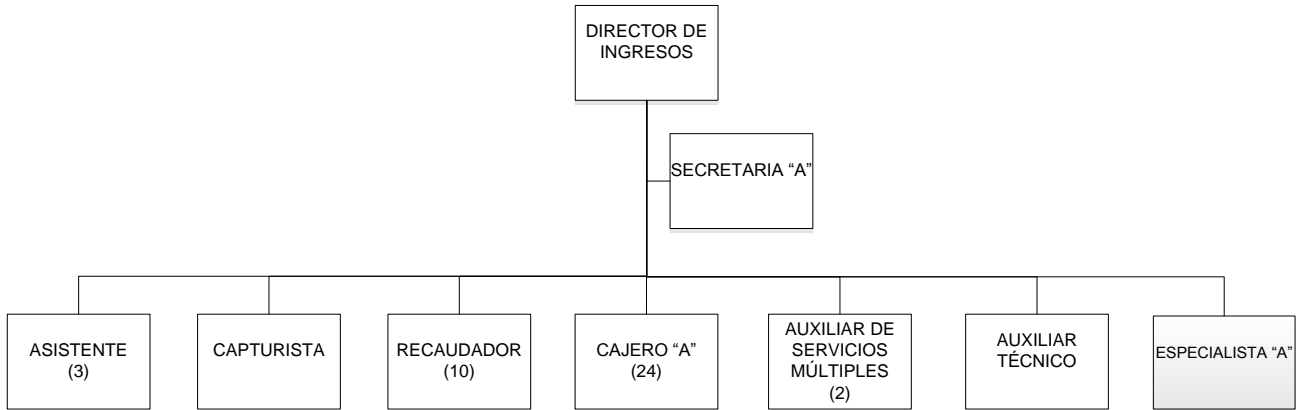 DIRECTOR DE
INGRESOS
SECRETARIA “A”
ASISTENTE
(3)
CAPTURISTA
RECAUDADOR
(10)
CAJERO “A”
(24)
AUXILIAR DE
SERVICIOS
MÚLTIPLES
(2)
AUXILIAR
TÉCNICO
ESPECIALISTA “A”